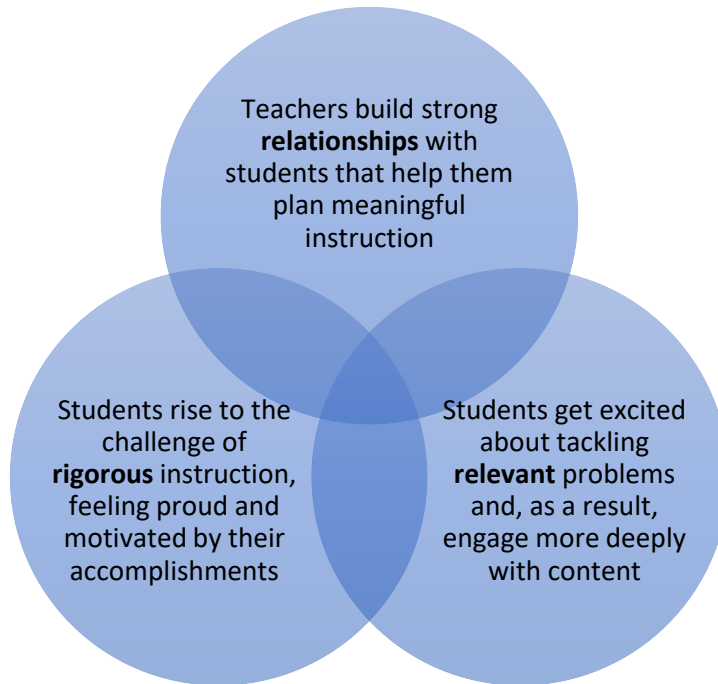 Teachers build strong
relationships with
students that help them
plan meaningful
instruction
Students rise to the
challenge of
rigorous instruction,
feeling proud and
motivated by their
accomplishments
Students get excited
about tackling
relevant problems
and, as a result,
engage more deeply
with content